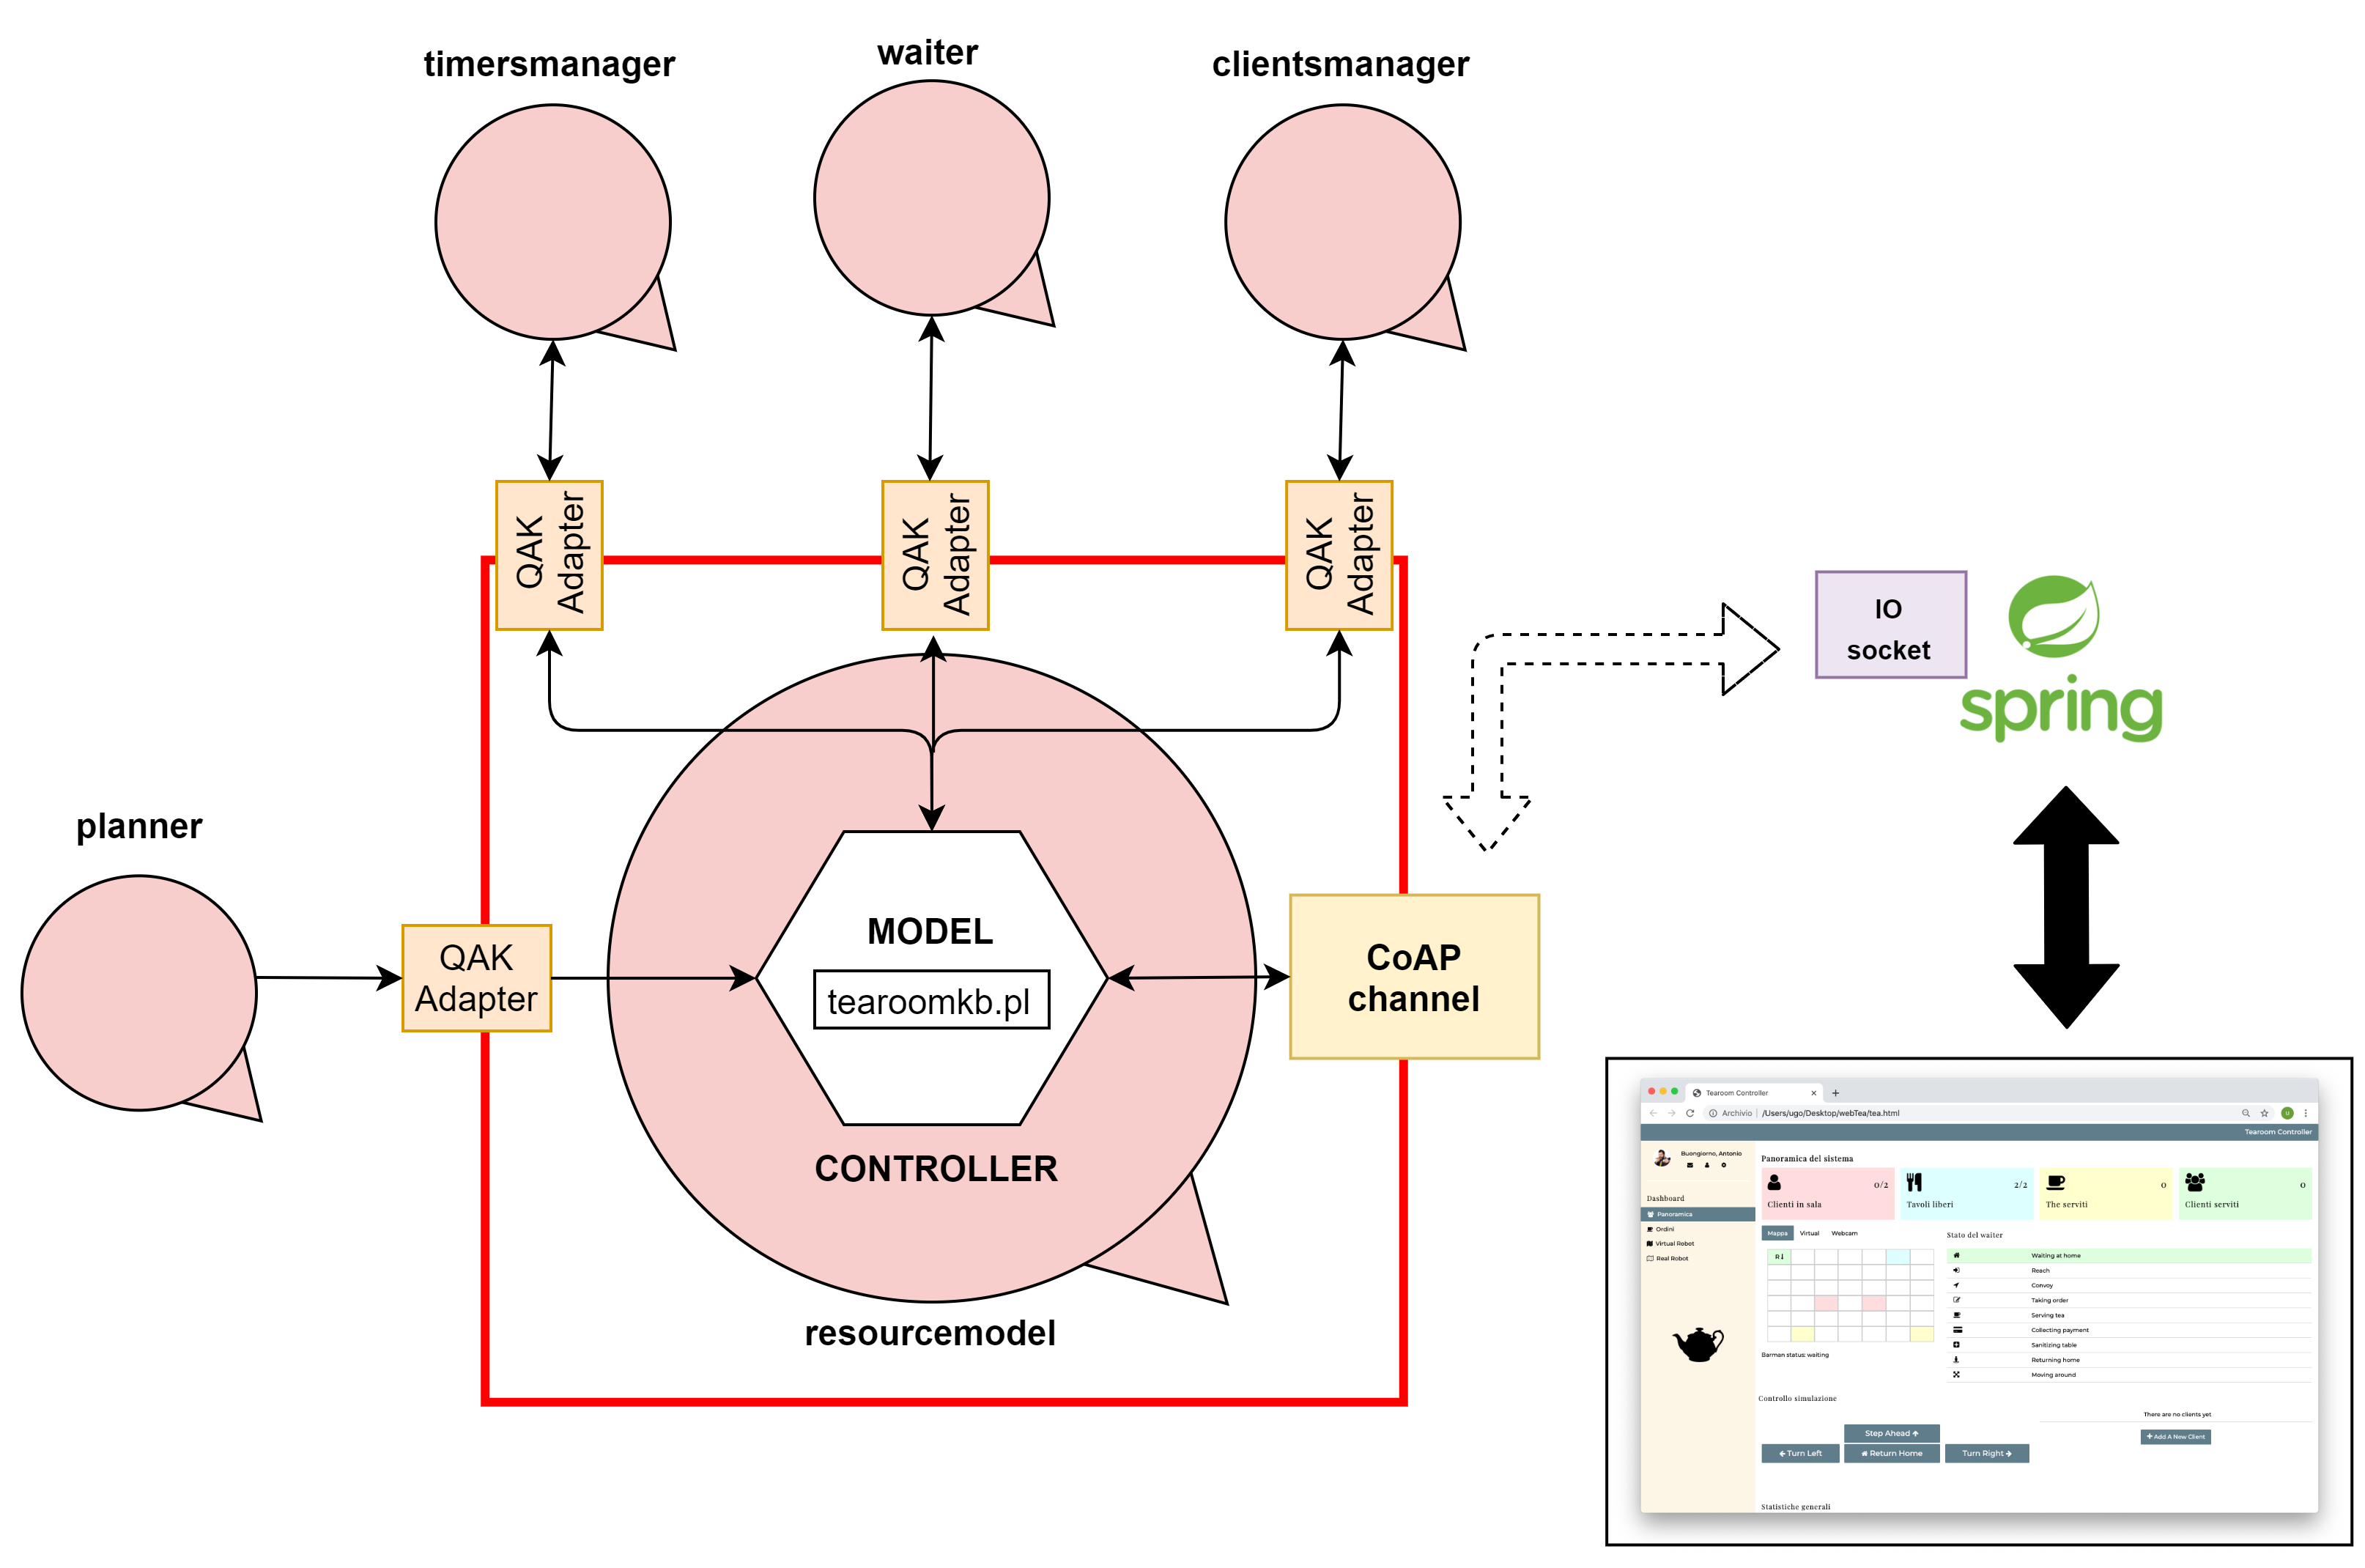 timersmanager
waiter
clientsmanager
QAK
Adapter
QAK
Adapter
QAK
Adapter
IO
socket
spring
planner
QAK
Adapter
MODEL
tearoomkb.pl
CONTROLLER
resourcemodel
CoAP
channel
Tearoom Controller
Archivio
/Users/ugo/Desktop/webTea/tea.html
Tearoom Controller
Buongiorno, Antonio
Dashboard
Panoramica
Ordini
Virtual Robot
Real Robot
Panoramica del sistema
0/2
Clienti in sala
2/2
Tavoli liberi
0
The serviti
0
Clienti serviti
Mappa Virtual Webcam
R
Barman status: waiting
Stato del waiter
Waiting at home
Reach
Convoy
Taking order
Serving tea
Collecting payment
Sanitizing table
Returning home
Moving around
Controllo simulazione
Step Ahead
Turn Left
Return Home
Turn Right
There are no clients yet
+ Add A New Client
Statistiche generali